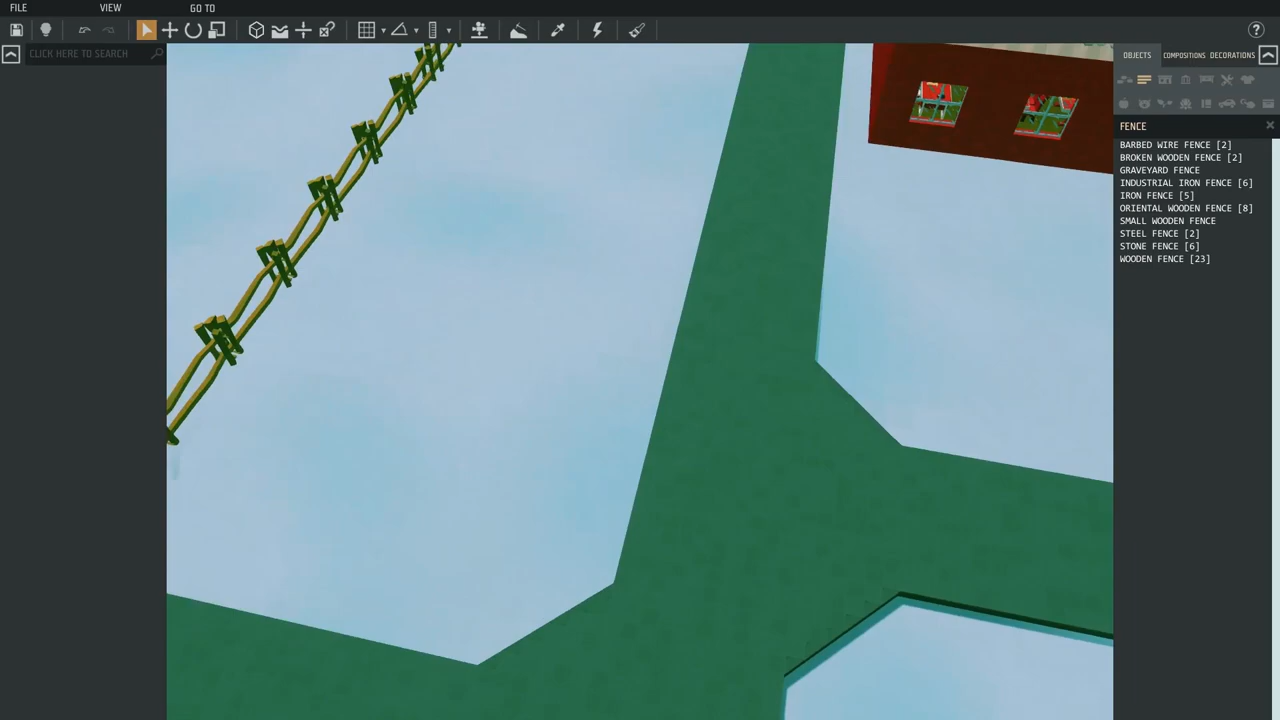 FILE VIEW GO TO
CLICK HERE TO SEARCH
OBJECTS COMPOSITIONS DECORATIONS
FENCE
BARBED WIRE FENCE [2]
BROKEN WOODEN FENCE [2]
GRAVEYARD FENCE
INDUSTRIAL IRON FENCE [6]
IRON FENCE [5]
ORIENTAL WOODEN FENCE [8]
SMALL WOODEN FENCE
STEEL FENCE [2]
STONE FENCE [6]
WOODEN FENCE [23]